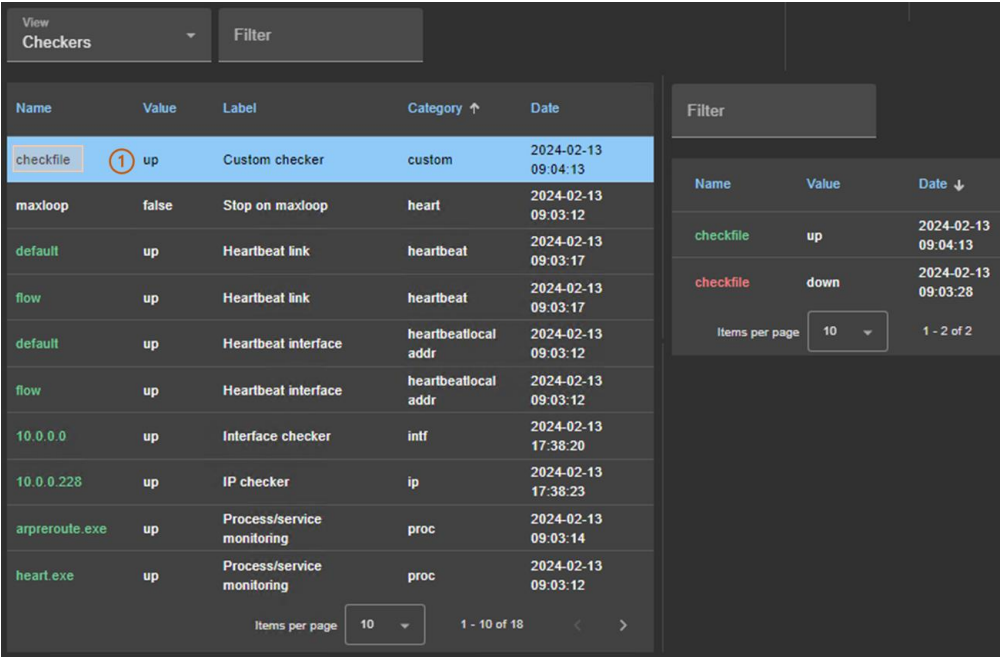 View
Checkers
Filter
Name Value Label Category Date
checkfile 1 up Custom checker custom 2024-02-13 09:04:13
maxloop false Stop on maxloop heart 2024-02-13 09:03:12
default up Heartbeat link heartbeat 2024-02-13 09:03:17
flow up Heartbeat link heartbeat 2024-02-13 09:03:17
default up Heartbeat interface heartbeatlocal addr 2024-02-13 09:03:12
flow up Heartbeat interface heartbeatlocal addr 2024-02-13 09:03:12
10.0.0.0 up Interface checker intf 2024-02-13 17:38:20
10.0.0.228 up IP checker ip 2024-02-13 17:38:23
arpreroute.exe up Process/service monitoring proc 2024-02-13 09:03:14
heart.exe up Process/service monitoring proc 2024-02-13 09:03:12
Items per page 10 1 - 10 of 18
Filter
Name Value Date
checkfile up 2024-02-13 09:04:13
checkfile down 2024-02-13 09:03:28
Items per page 10 1 - 2 of 2